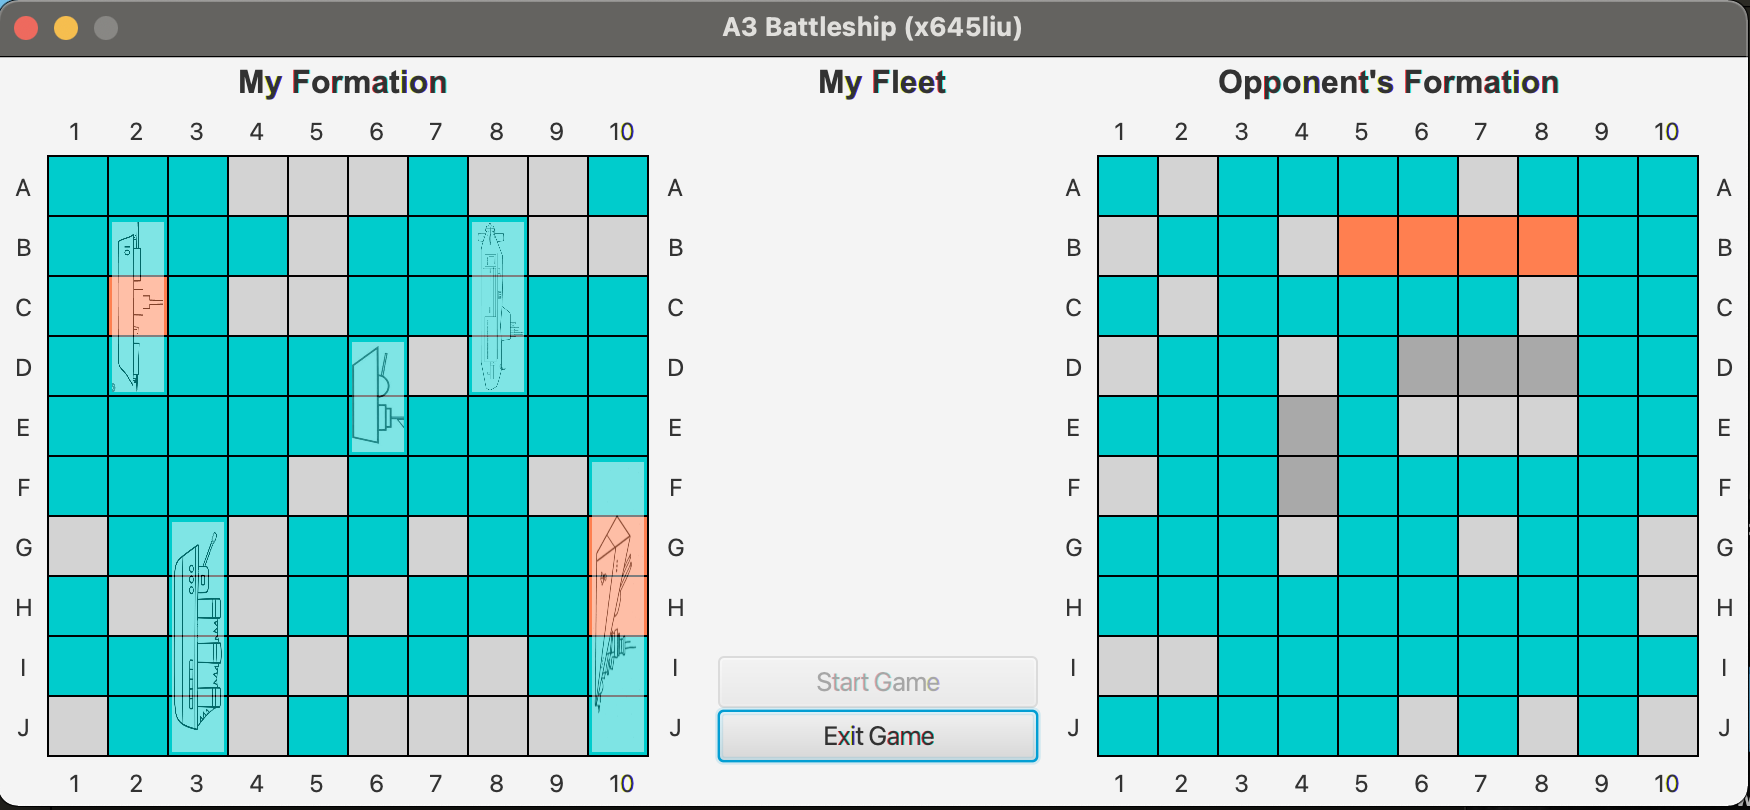 A3 Battleship (x645liu)
My Formation
My Fleet
Opponent's Formation
1 2 3 4 5 6 7 8 9 10
1 2 3 4 5 6 7 8 9 10
A A A A
B B B B
C C C C
D D D D
E E E E
F F F F
G G G G
H H H H
I I I I
Start Game
J J J J
Exit Game
1 2 3 4 5 6 7 8 9 10
1 2 3 4 5 6 7 8 9 10